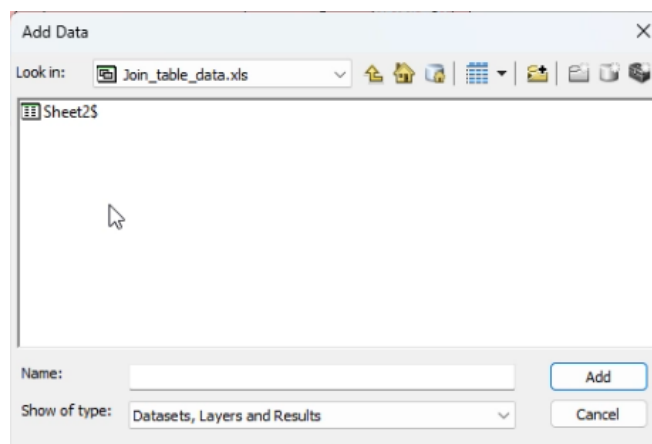 Add Data
Look in: Join_table_data.xls
Sheet2$
Name:
Add
Show of type: Datasets, Layers and Results
Cancel